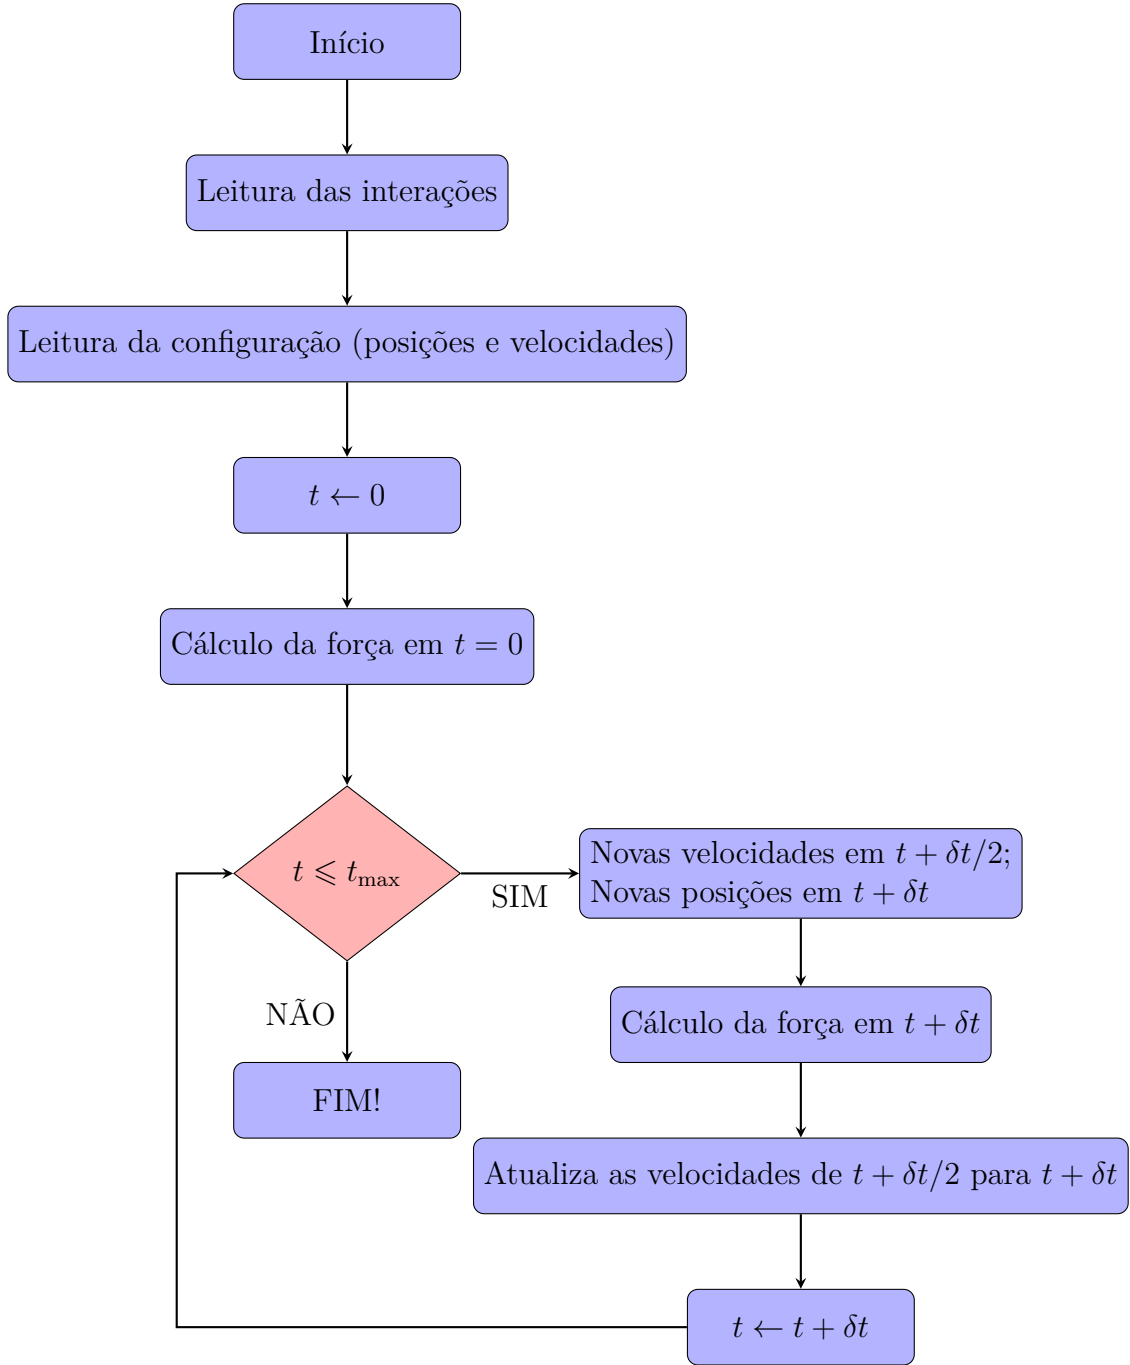 Início
Leitura das interações
Leitura da configuração (posições e velocidades)
t ← 0
Cálculo da força em t = 0
t ⩽ t_max
SIM
Novas velocidades em t + δt/2;
Novas posições em t + δt
NÃO
Cálculo da força em t + δt
FIM!
Atualiza as velocidades de t + δt/2 para t + δt
t ← t + δt